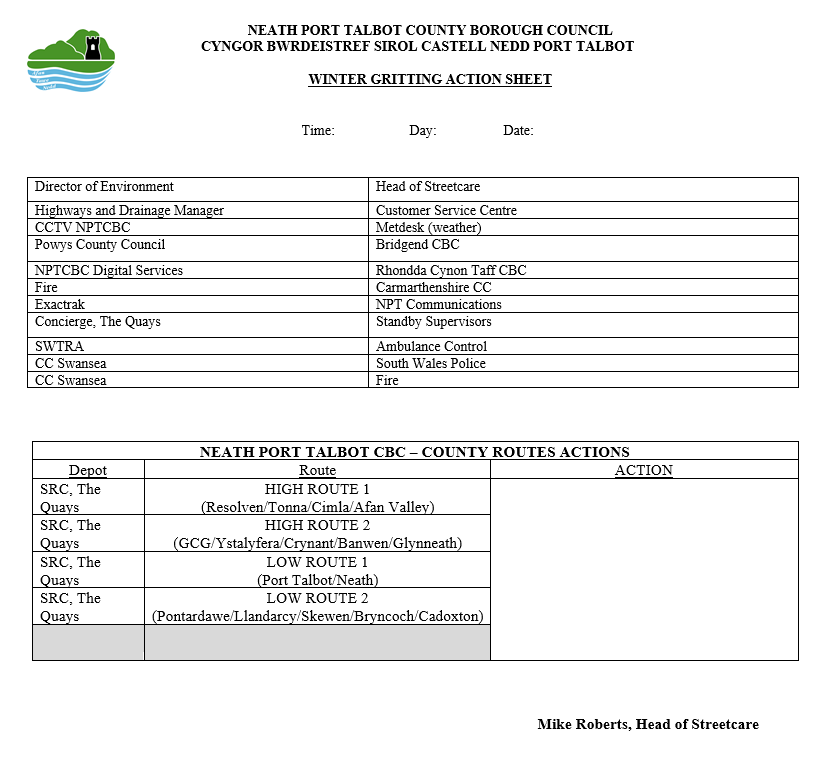 NEATH PORT TALBOT COUNTY BOROUGH COUNCIL
CYNGOR BWRDEISTREF SIROL CASTELL NEDD PORT TALBOT
WINTER GRITTING ACTION SHEET
Time: Day: Date:
Director of Environment Head of Streetcare
Highways and Drainage Manager Customer Service Centre
CCTV NPTCBC Metdesk (weather)
Powys County Council Bridgend CBC
NPTCBC Digital Services Rhondda Cynon Taff CBC
Fire Carmarthenshire CC
Exactrak NPT Communications
Concierge, The Quays Standby Supervisors
SWTRA Ambulance Control
CC Swansea South Wales Police
CC Swansea Fire
NEATH PORT TALBOT CBC – COUNTY ROUTES ACTIONS
Depot Route ACTION
SRC, The HIGH ROUTE 1
Quays (Resolven/Tonna/Cimla/Afan Valley)
SRC, The HIGH ROUTE 2
Quays (GCG/Ystalyfera/Crynant/Banwen/Glynneath)
SRC, The LOW ROUTE 1
Quays (Port Talbot/Neath)
SRC, The LOW ROUTE 2
Quays (Pontardawe/Llandarcy/Skewen/Bryncoch/Cadoxton)
Mike Roberts, Head of Streetcare